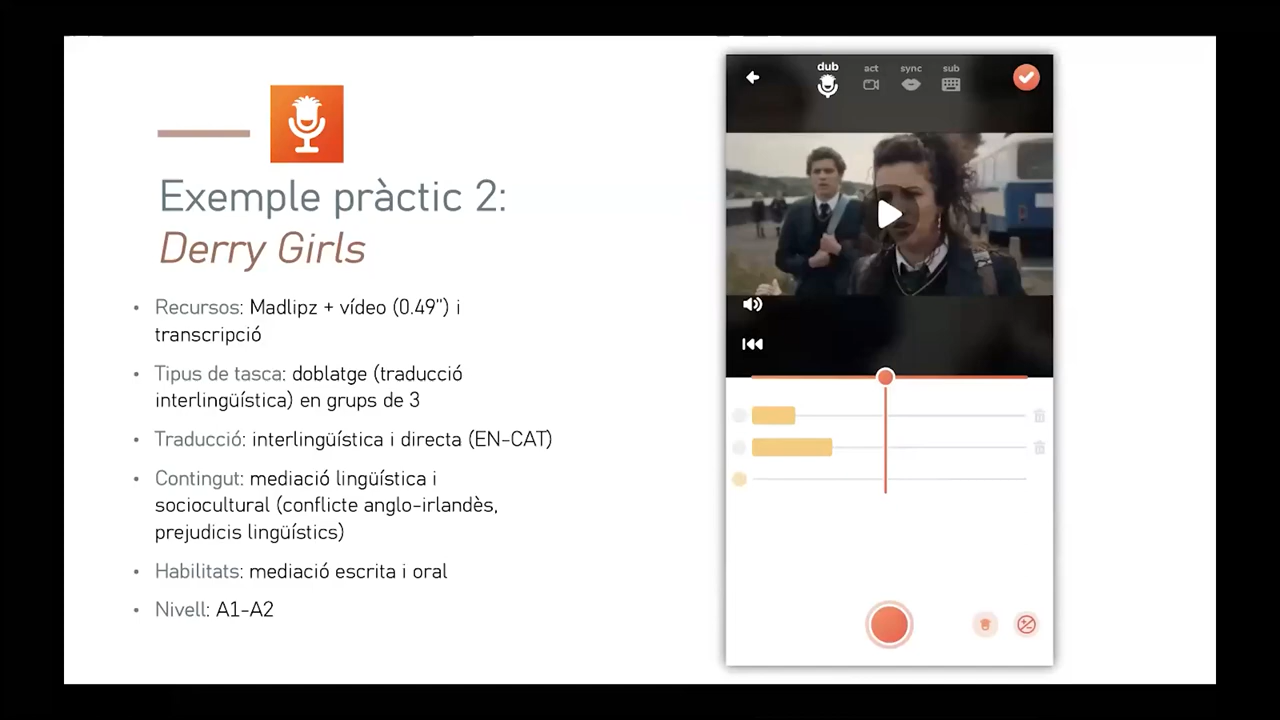 Exemple pràctic 2:
Derry Girls
• Recursos: Madlipz + vídeo (0.49") i
transcripció
• Tipus de tasca: doblatge (traducció
interlingüística) en grups de 3
• Traducció: interlingüística i directa (EN-CAT)
• Contingut: mediació lingüística i
sociocultural (conflicte anglo-irlandès,
prejudicis lingüístics)
• Habilitats: mediació escrita i oral
• Nivell: A1-A2
dub act sync sub